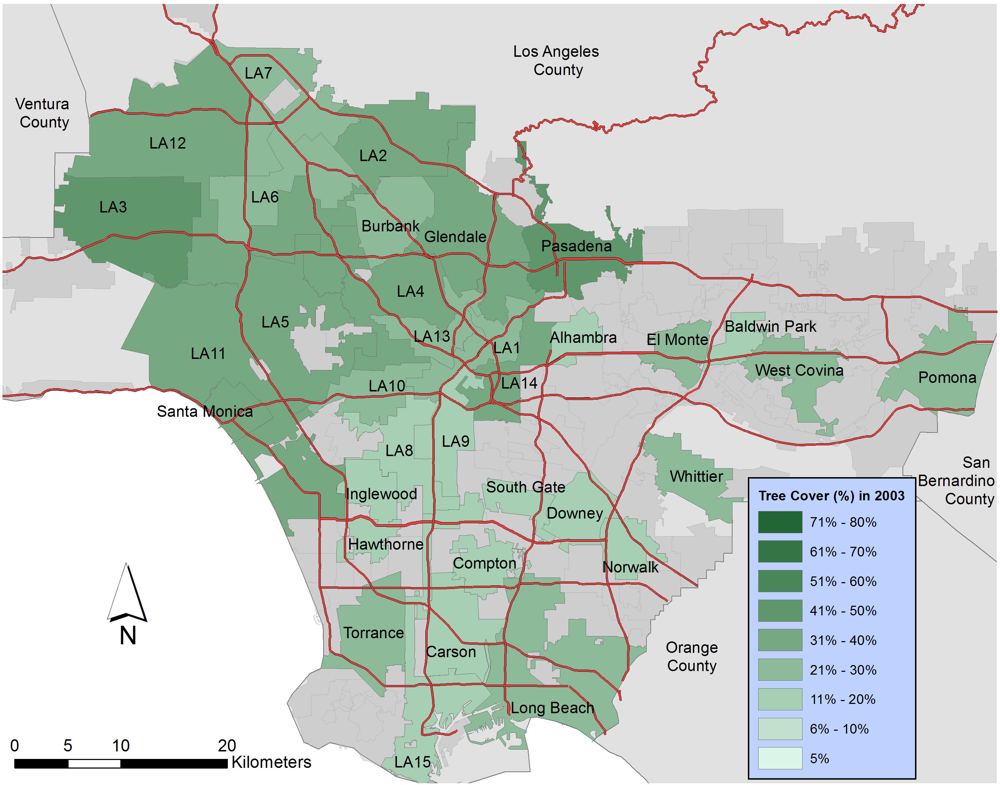 Los Angeles
County
LA7
Ventura
County
LA12
LA2
LA3
LA6
Burbank
Glendale
Pasadena
LA4
LA5
LA13
Alhambra
El Monte
Baldwin Park
LA11
LA1
West Covina
LA10
LA14
Pomona
Santa Monica
LA9
LA8
San
Bernardino
County
Whittier
South Gate
Inglewood
Downey
Hawthorne
Compton
Norwalk
Torrance
Carson
Orange
County
Long Beach
LA15
N
0 5 10 20
Kilometers
Tree Cover (%) in 2003
71% - 80%
61% - 70%
51% - 60%
41% - 50%
31% - 40%
21% - 30%
11% - 20%
6% - 10%
5%